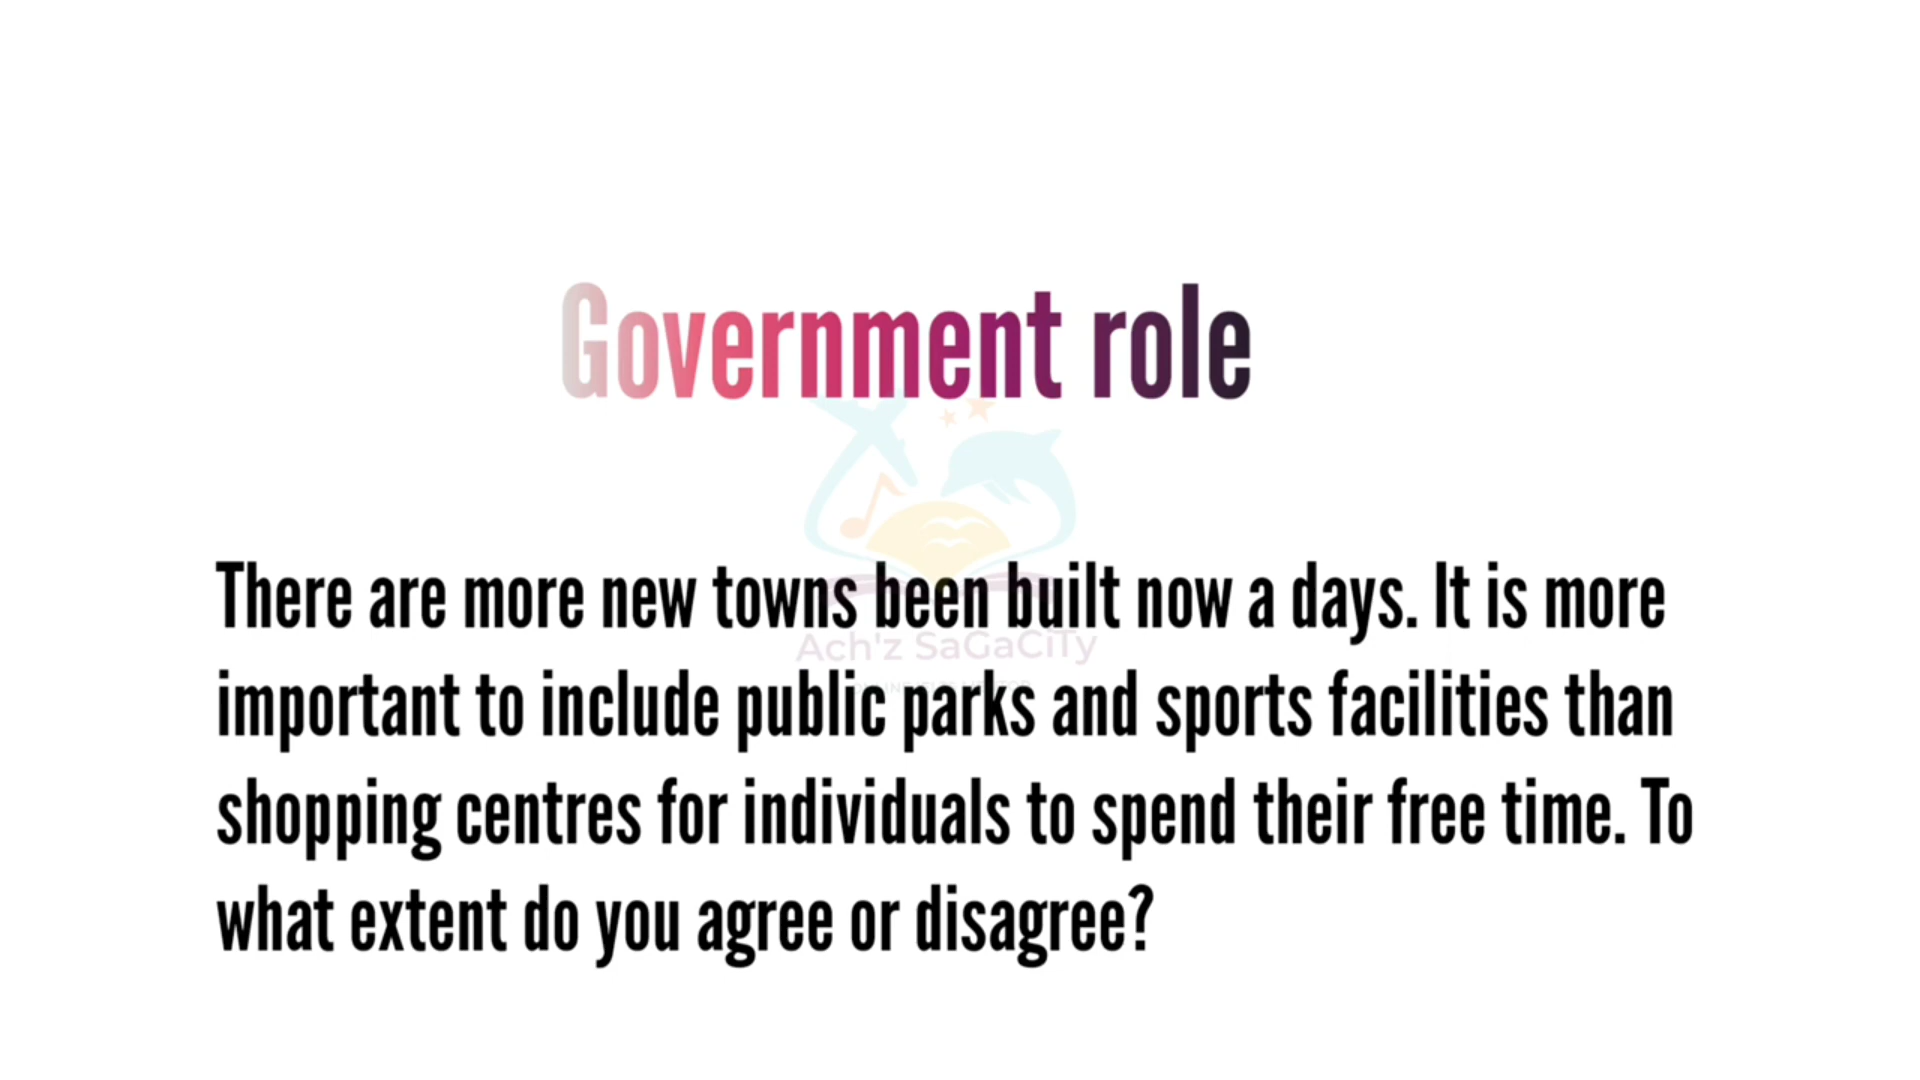 Government role
There are more new towns been built now a days. It is more
important to include public parks and sports facilities than
shopping centres for individuals to spend their free time. To
what extent do you agree or disagree?
Ach'z SaGaCiTy